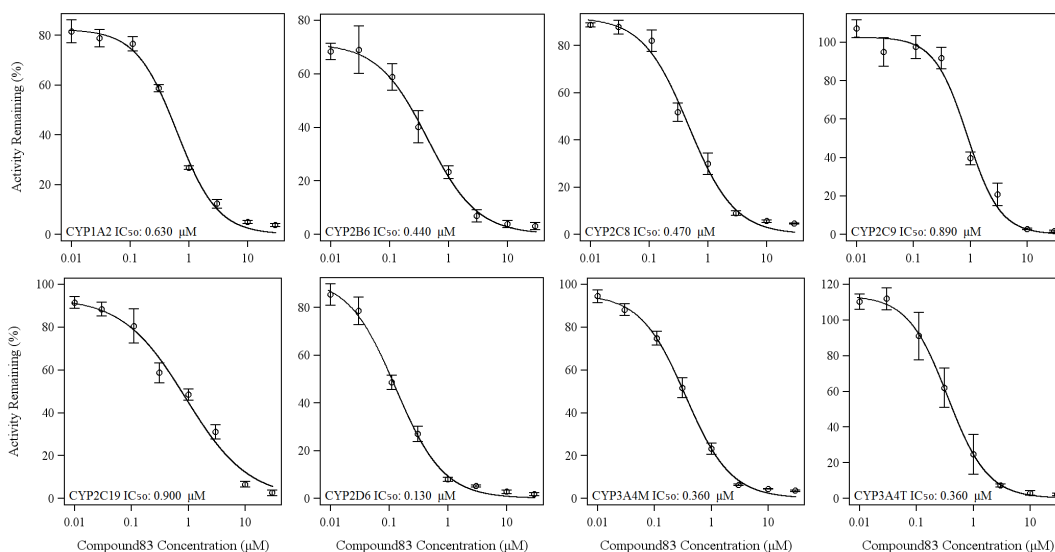 Activity Remaining (%)
80
60
40
20
0
CYP1A2 IC50: 0.630 μM
0.01 0.1 1 10
80
60
40
20
0
CYP2B6 IC50: 0.440 μM
0.01 0.1 1 10
80
60
40
20
0
CYP2C8 IC50: 0.470 μM
0.01 0.1 1 10
100
80
60
40
20
0
CYP2C9 IC50: 0.890 μM
0.01 0.1 1 10
Activity Remaining (%)
100
80
60
40
20
0
CYP2C19 IC50: 0.900 μM
0.01 0.1 1 10
Compound83 Concentration (μM)
80
60
40
20
0
CYP2D6 IC50: 0.130 μM
0.01 0.1 1 10
Compound83 Concentration (μM)
100
80
60
40
20
0
CYP3A4M IC50: 0.360 μM
0.01 0.1 1 10
Compound83 Concentration (μM)
120
100
80
60
40
20
0
CYP3A4T IC50: 0.360 μM
0.01 0.1 1 10
Compound83 Concentration (μM)